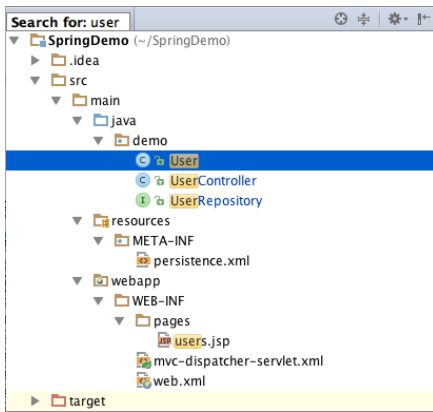 Search for: user
SpringDemo (~/SpringDemo)
.idea
src
main
java
demo
User
UserController
UserRepository
resources
META-INF
persistence.xml
webapp
WEB-INF
pages
users.jsp
mvc-dispatcher-servlet.xml
web.xml
target